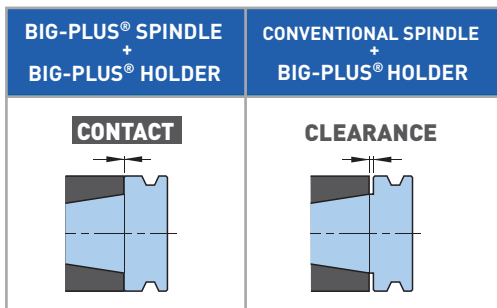 BIG-PLUS® SPINDLE
+
BIG-PLUS® HOLDER
CONVENTIONAL SPINDLE
+
BIG-PLUS® HOLDER
CONTACT
CLEARANCE